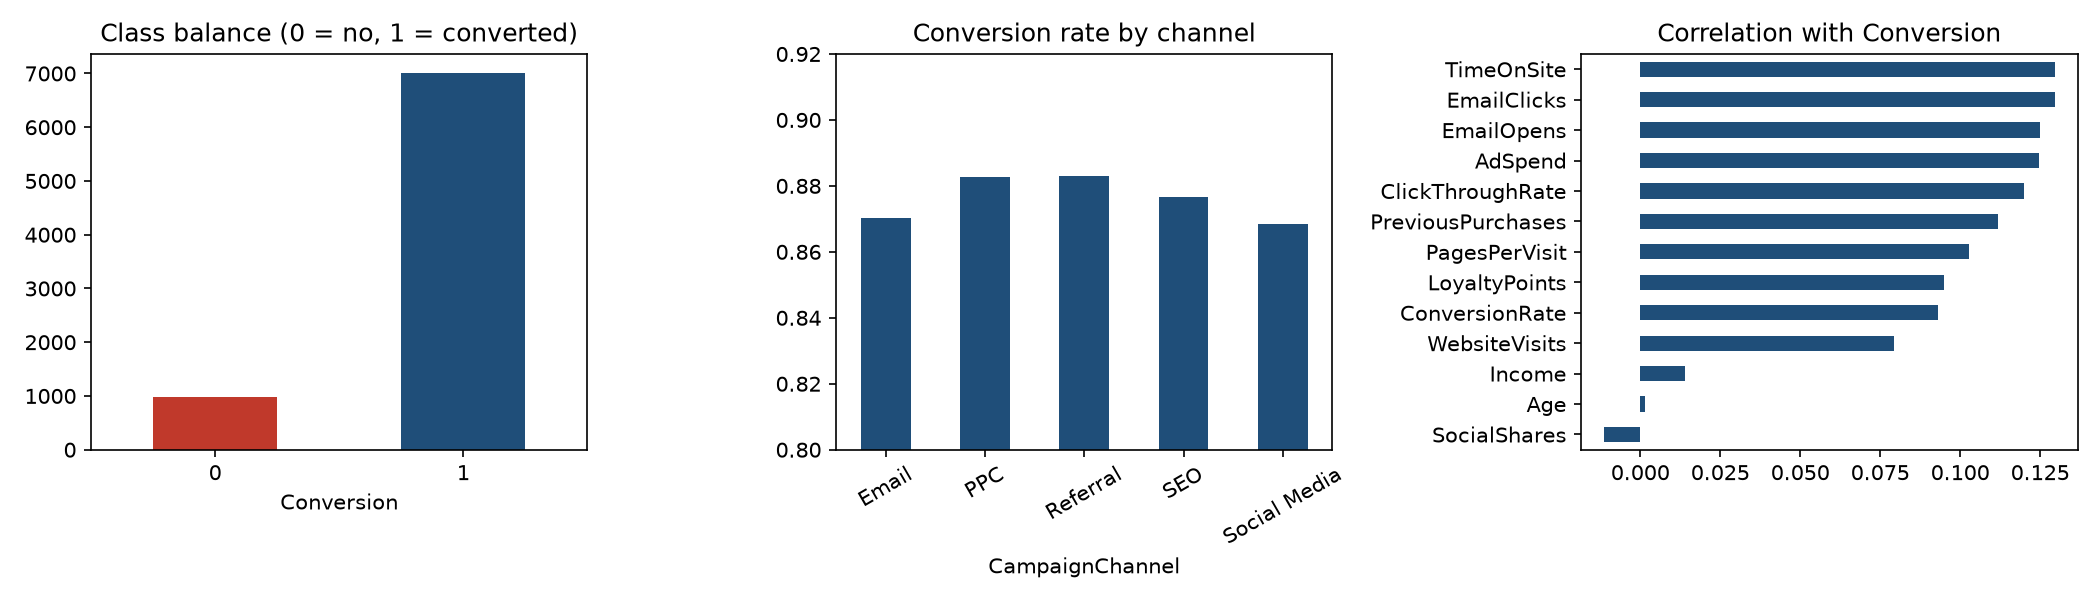 Class balance (0 = no, 1 = converted)
7000
6000
5000
4000
3000
2000
1000
0
0 1
Conversion
Conversion rate by channel
0.92
0.90
0.88
0.86
0.84
0.82
0.80
Email PPC Referral SEO Social Media
CampaignChannel
Correlation with Conversion
TimeOnSite
EmailClicks
EmailOpens
AdSpend
ClickThroughRate
PreviousPurchases
PagesPerVisit
LoyaltyPoints
ConversionRate
WebsiteVisits
Income
Age
SocialShares
0.000 0.025 0.050 0.075 0.100 0.125